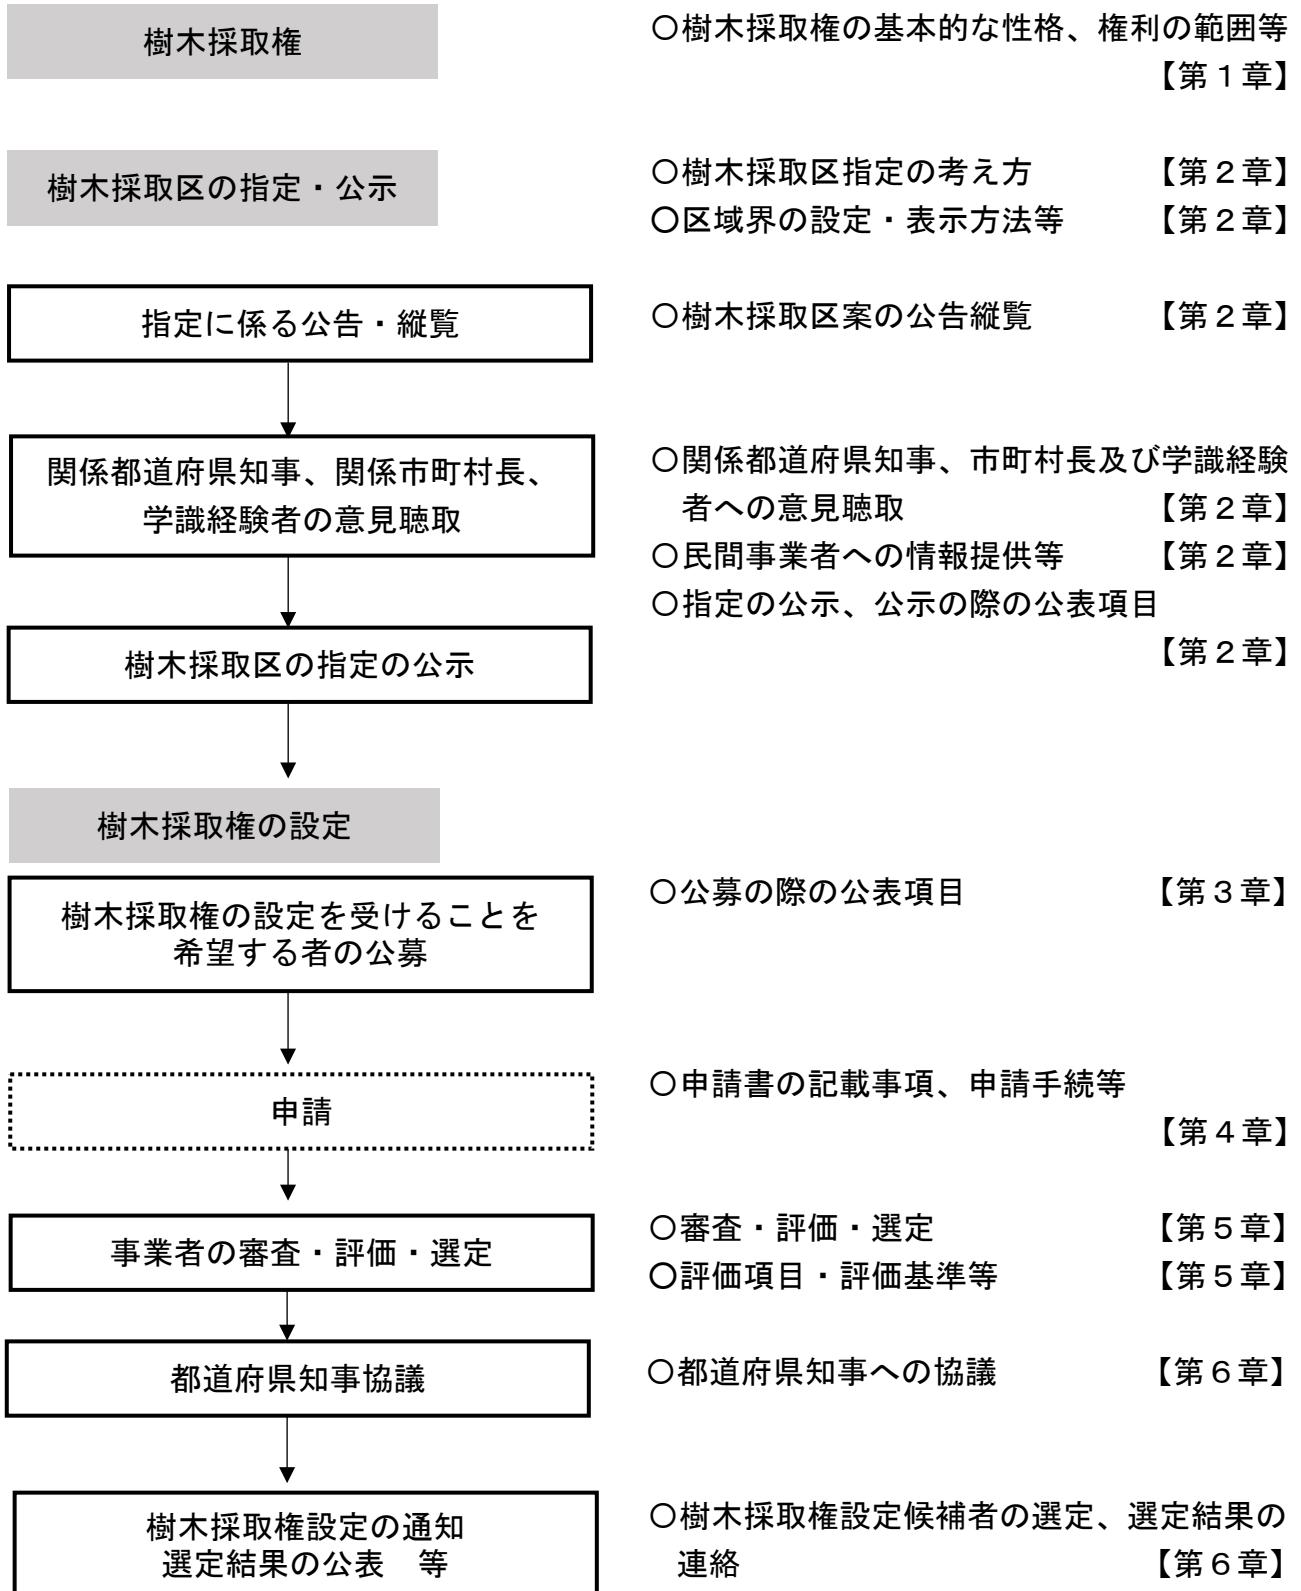 樹木採取権
〇樹木採取権の基本的な性格、権利の範囲等
【第１章】
樹木採取区の指定・公示
〇樹木採取区指定の考え方　【第２章】
〇区域界の設定・表示方法等　【第２章】
指定に係る公告・縦覧
〇樹木採取区案の公告縦覧　【第２章】
関係都道府県知事、関係市町村長、
学識経験者の意見聴取
〇関係都道府県知事、市町村長及び学識経験
者への意見聴取　【第２章】
〇民間事業者への情報提供等　【第２章】
〇指定の公示、公示の際の公表項目
【第２章】
樹木採取区の指定の公示
樹木採取権の設定
樹木採取権の設定を受けることを
希望する者の公募
〇公募の際の公表項目　【第３章】
申請
〇申請書の記載事項、申請手続等
【第４章】
事業者の審査・評価・選定
〇審査・評価・選定　【第５章】
〇評価項目・評価基準等　【第５章】
都道府県知事協議
〇都道府県知事への協議　【第６章】
樹木採取権設定の通知
選定結果の公表　等
〇樹木採取権設定候補者の選定、選定結果の
連絡　【第６章】